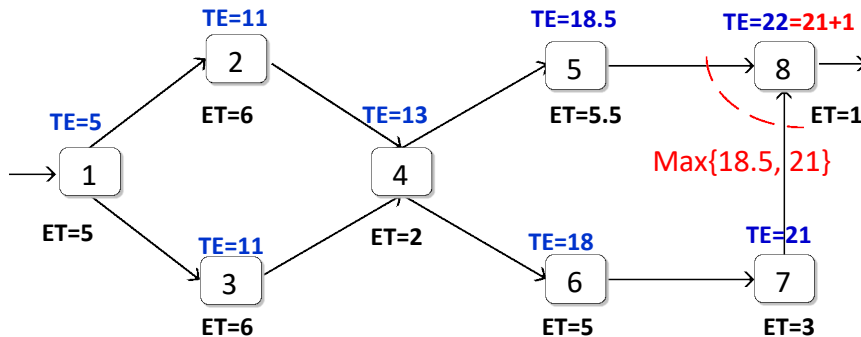 TE=11
TE=18.5
TE=22=21+1
2
5
8
TE=5
ET=6
TE=13
ET=5.5
ET=1
1
4
Max{18.5, 21}
ET=5
TE=11
ET=2
TE=18
TE=21
3
6
7
ET=6
ET=5
ET=3